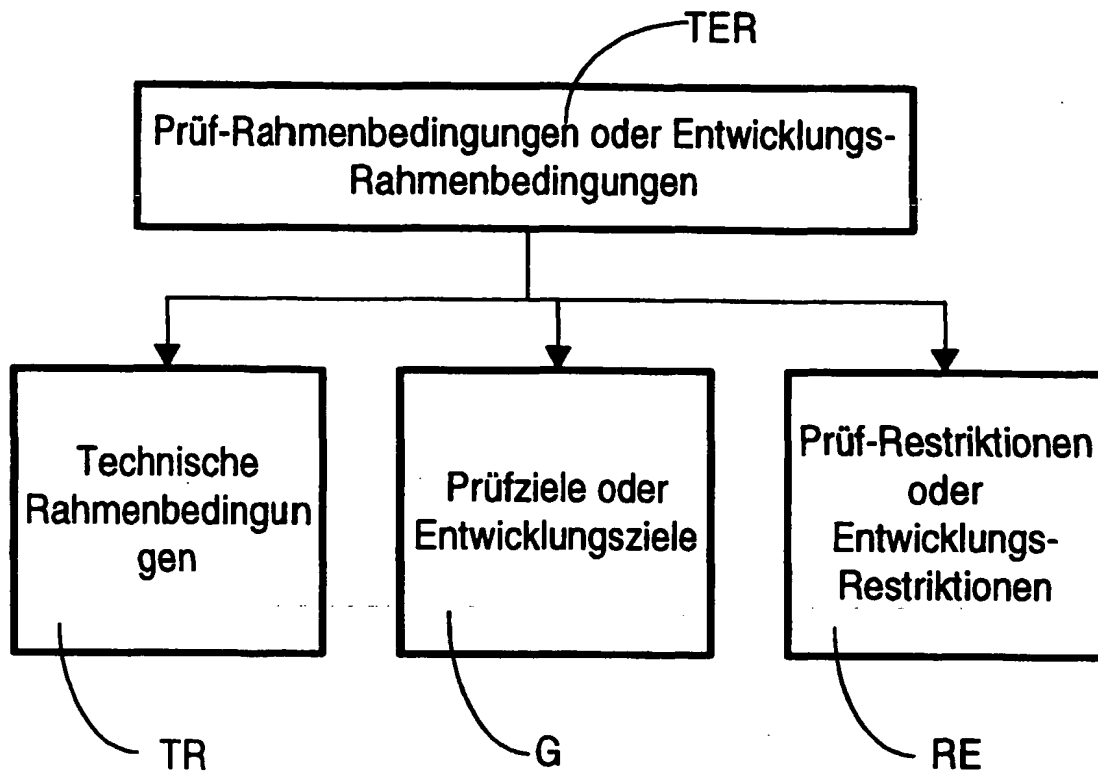 TER
Prüf-Rahmenbedingungen oder Entwicklungs-
Rahmenbedingungen
Technische
Rahmenbedingun
gen
Prüfziele oder
Entwicklungsziele
Prüf-Restriktionen
oder
Entwicklungs-
Restriktionen
TR
G
RE